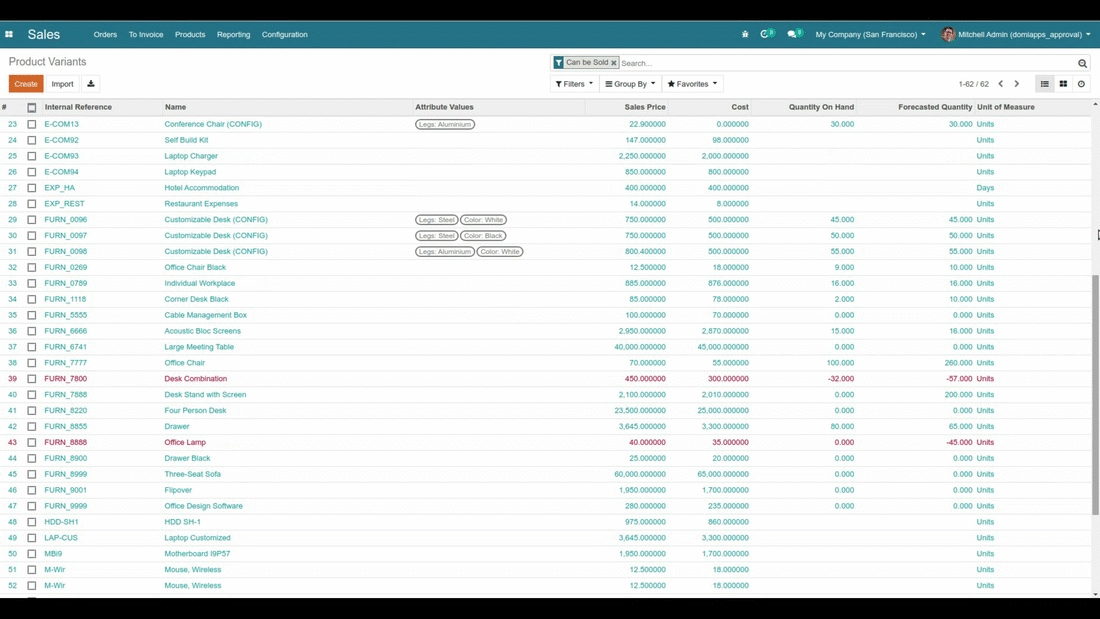 Sales Orders To Invoice Products Reporting Configuration 8 9 My Company (San Francisco) Mitchell Admin (domiapps_approval)
Product Variants Can be Sold × Search...
Create Import Filters Group By Favorites 1-62 / 62
# Internal Reference Name Attribute Values Sales Price Cost Quantity On Hand Forecasted Quantity Unit of Measure
23 E-COM13 Conference Chair (CONFIG) Legs: Aluminium 22.900000 0.000000 30.000 30.000 Units
24 E-COM92 Self Build Kit 147.000000 98.000000 Units
25 E-COM93 Laptop Charger 2,250.000000 2,000.000000 Units
26 E-COM94 Laptop Keypad 850.000000 800.000000 Units
27 EXP_HA Hotel Accommodation 400.000000 400.000000 Days
28 EXP_REST Restaurant Expenses 14.000000 8.000000 Units
29 FURN_0096 Customizable Desk (CONFIG) Legs: Steel Color: White 750.000000 500.000000 45.000 45.000 Units
30 FURN_0097 Customizable Desk (CONFIG) Legs: Steel Color: Black 750.000000 500.000000 50.000 50.000 Units
31 FURN_0098 Customizable Desk (CONFIG) Legs: Aluminium Color: White 800.400000 500.000000 55.000 55.000 Units
32 FURN_0269 Office Chair Black 12.500000 18.000000 9.000 10.000 Units
33 FURN_0789 Individual Workplace 885.000000 876.000000 16.000 16.000 Units
34 FURN_1118 Corner Desk Black 85.000000 78.000000 2.000 10.000 Units
35 FURN_5555 Cable Management Box 100.000000 70.000000 0.000 0.000 Units
36 FURN_6666 Acoustic Bloc Screens 2,950.000000 2,870.000000 15.000 16.000 Units
37 FURN_6741 Large Meeting Table 40,000.000000 45,000.000000 0.000 0.000 Units
38 FURN_7777 Office Chair 70.000000 55.000000 100.000 260.000 Units
39 FURN_7800 Desk Combination 450.000000 300.000000 -32.000 -57.000 Units
40 FURN_7888 Desk Stand with Screen 2,100.000000 2,010.000000 0.000 200.000 Units
41 FURN_8220 Four Person Desk 23,500.000000 25,000.000000 0.000 0.000 Units
42 FURN_8855 Drawer 3,645.000000 3,300.000000 80.000 65.000 Units
43 FURN_8888 Office Lamp 40.000000 35.000000 0.000 -45.000 Units
44 FURN_8900 Drawer Black 25.000000 20.000000 0.000 0.000 Units
45 FURN_8999 Three-Seat Sofa 60,000.000000 65,000.000000 0.000 0.000 Units
46 FURN_9001 Flipover 1,950.000000 1,700.000000 0.000 0.000 Units
47 FURN_9999 Office Design Software 280.000000 235.000000 0.000 0.000 Units
48 HDD-SH1 HDD SH-1 975.000000 860.000000 Units
49 LAP-CUS Laptop Customized 3,645.000000 3,300.000000 Units
50 MBi9 Motherboard I9P57 1,950.000000 1,700.000000 Units
51 M-Wir Mouse, Wireless 12.500000 18.000000 Units
52 M-Wir Mouse, Wireless 12.500000 18.000000 Units